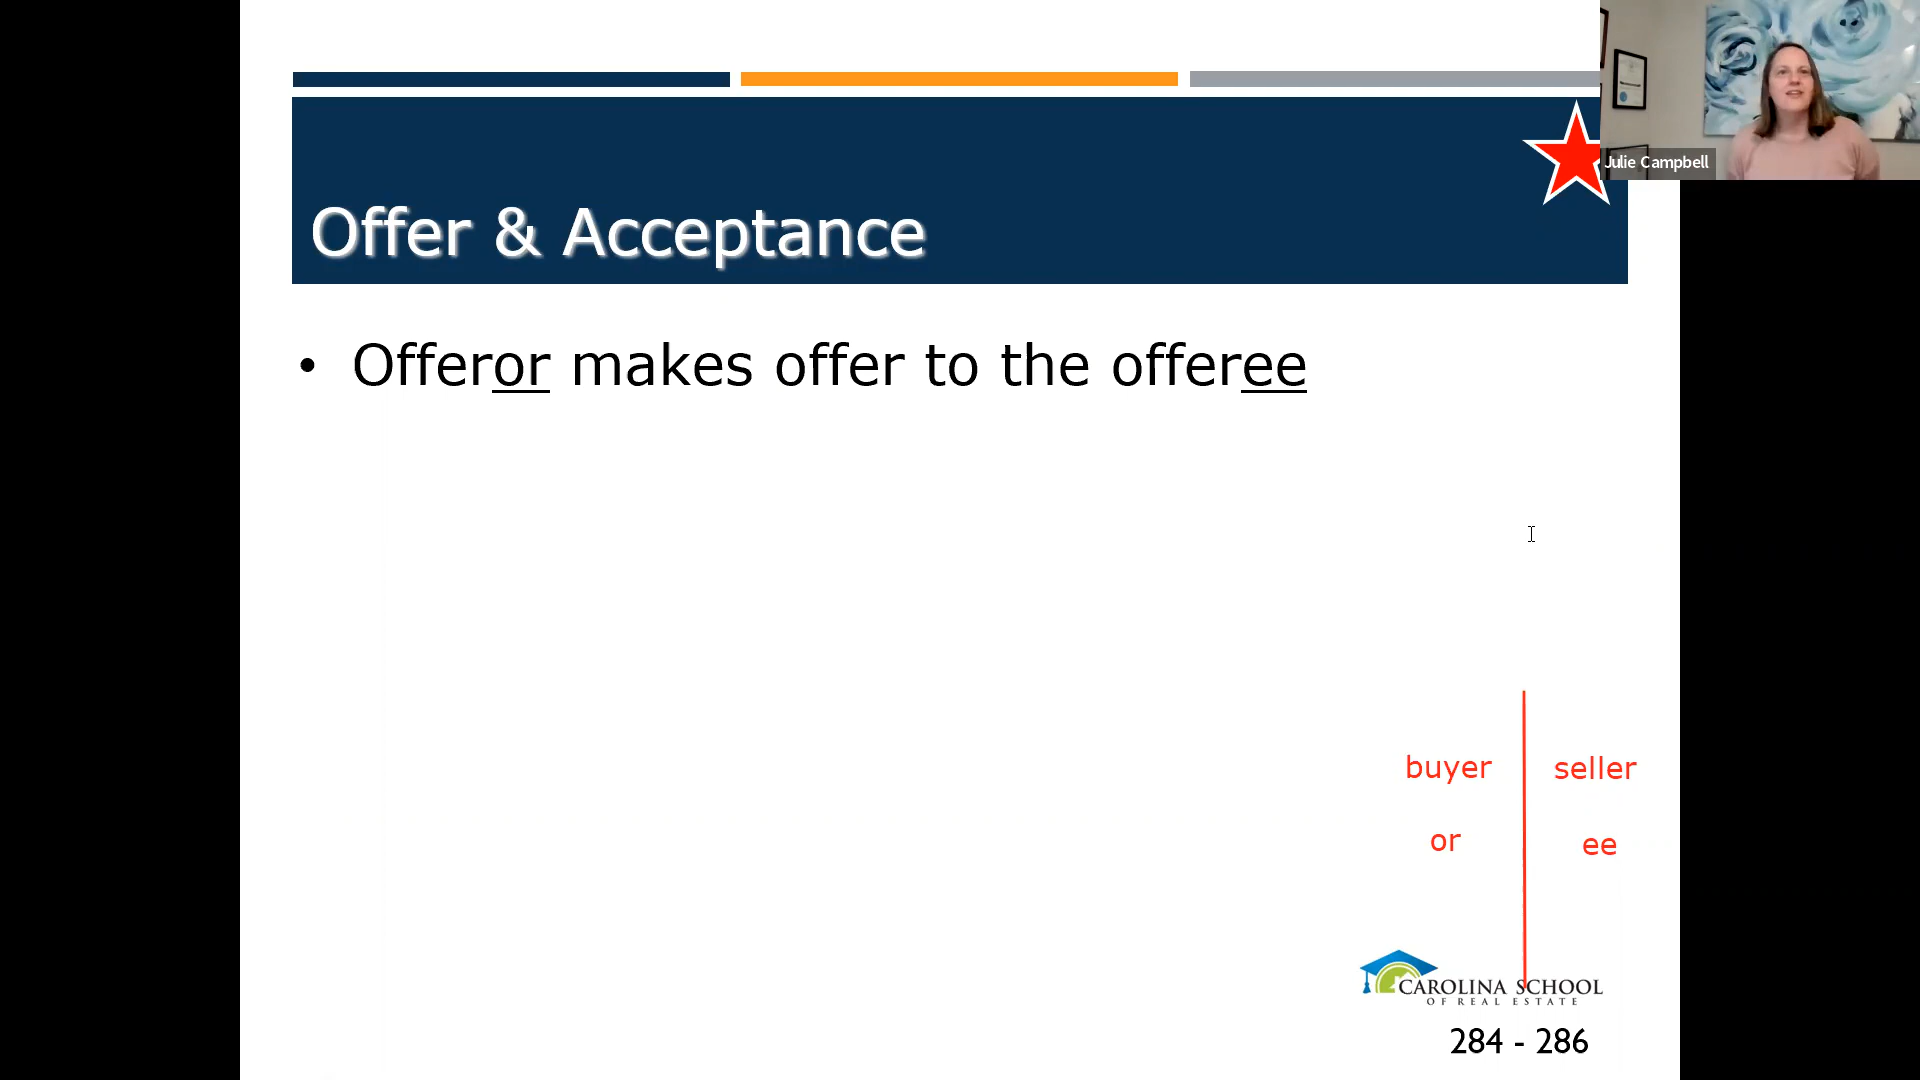 Julie Campbell
Offer & Acceptance
• Offeror makes offer to the offeree
buyer seller
or ee
CAROLINA SCHOOL
OF REAL ESTATE
284 - 286